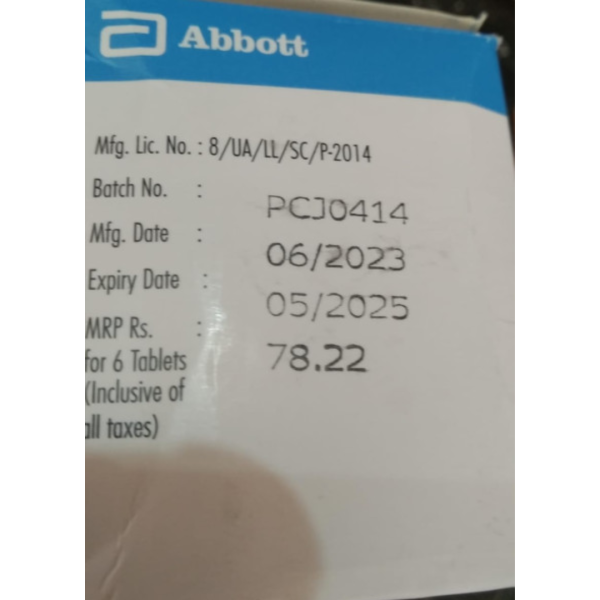 Abbott
Mfg. Lic. No. : 8/UA/LL/SC/P-2014
Batch No. : PCJ0414
Mfg. Date : 06/2023
Expiry Date : 05/2025
MRP Rs. : 78.22
for 6 Tablets
(Inclusive of
all taxes)